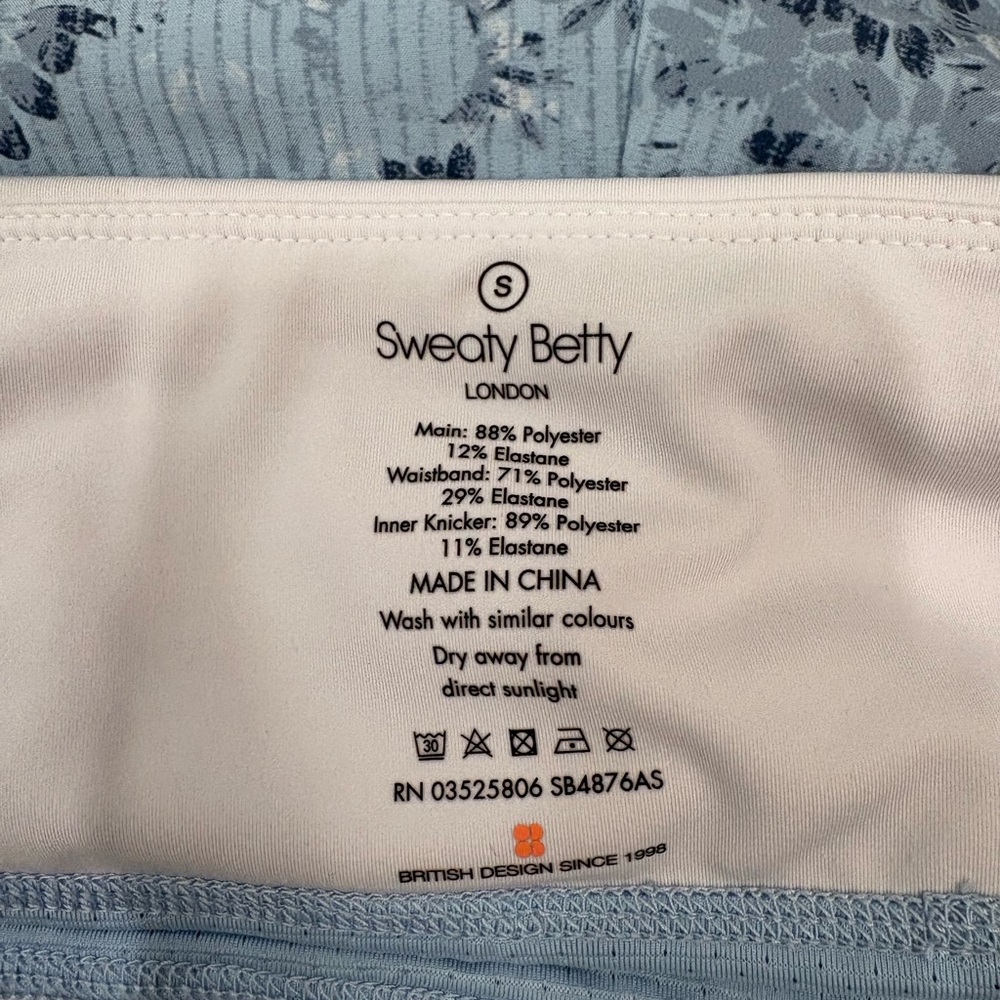 S
Sweaty Betty
LONDON
Main: 88% Polyester
12% Elastane
Waistband: 71% Polyester
29% Elastane
Inner Knicker: 89% Polyester
11% Elastane
MADE IN CHINA
Wash with similar colours
Dry away from
direct sunlight
30
RN 03525806 SB4876AS
BRITISH DESIGN SINCE 1998